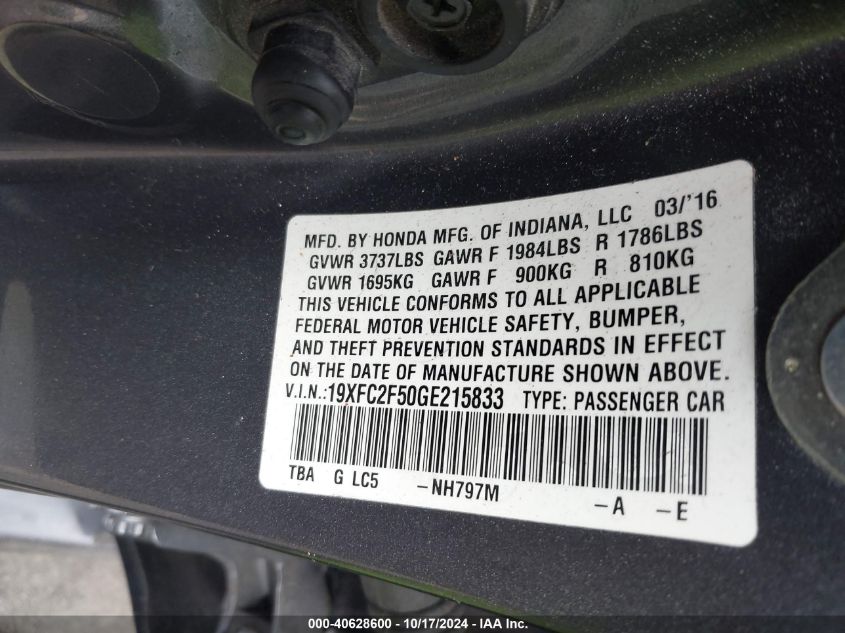 MFD. BY HONDA MFG. OF INDIANA, LLC 03/'16
GVWR 3737LBS GAWR F 1984LBS R 1786LBS
GVWR 1695KG GAWR F 900KG R 810KG
THIS VEHICLE CONFORMS TO ALL APPLICABLE
FEDERAL MOTOR VEHICLE SAFETY, BUMPER,
AND THEFT PREVENTION STANDARDS IN EFFECT
ON THE DATE OF MANUFACTURE SHOWN ABOVE.
V.I.N.:19XFC2F50GE215833 TYPE: PASSENGER CAR
TBA G LC5 -NH797M -A -E
000-40628600 - 10/17/2024 - IAA Inc.